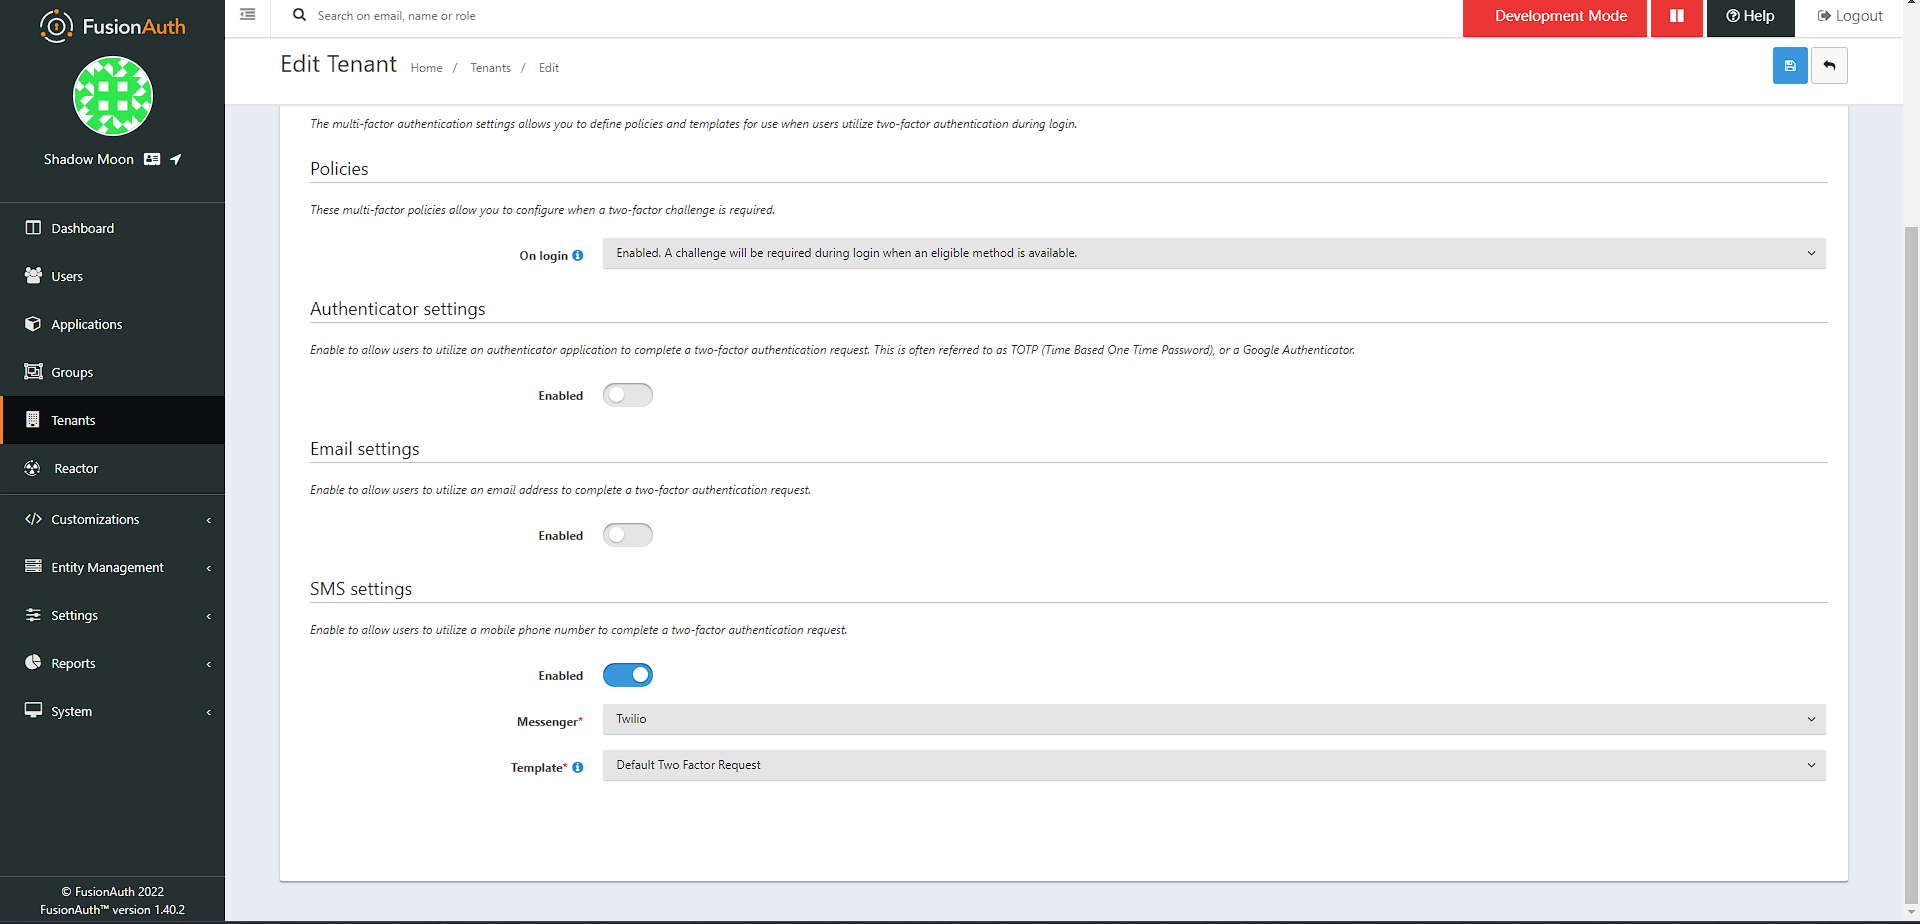 FusionAuth
Shadow Moon
Dashboard
Users
Applications
Groups
Tenants
Reactor
Customizations
Entity Management
Settings
Reports
System
© FusionAuth 2022
FusionAuth™ version 1.40.2
Search on email, name or role
Development Mode
Help
Logout
Edit Tenant Home / Tenants / Edit
The multi-factor authentication settings allows you to define policies and templates for use when users utilize two-factor authentication during login.
Policies
These multi-factor policies allow you to configure when a two-factor challenge is required.
On login Enabled. A challenge will be required during login when an eligible method is available.
Authenticator settings
Enable to allow users to utilize an authenticator application to complete a two-factor authentication request. This is often referred to as TOTP (Time Based One Time Password), or a Google Authenticator.
Enabled
Email settings
Enable to allow users to utilize an email address to complete a two-factor authentication request.
Enabled
SMS settings
Enable to allow users to utilize a mobile phone number to complete a two-factor authentication request.
Enabled
Messenger* Twilio
Template* Default Two Factor Request